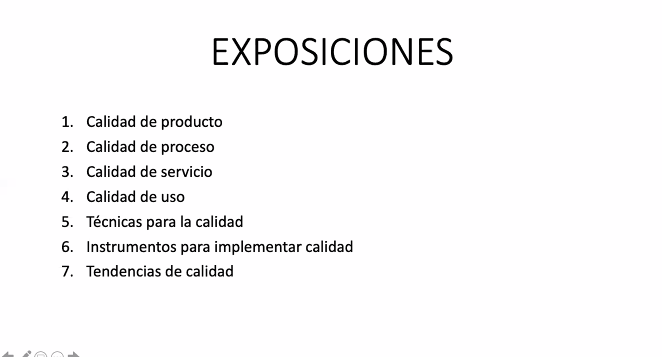 EXPOSICIONES
1. Calidad de producto
2. Calidad de proceso
3. Calidad de servicio
4. Calidad de uso
5. Técnicas para la calidad
6. Instrumentos para implementar calidad
7. Tendencias de calidad